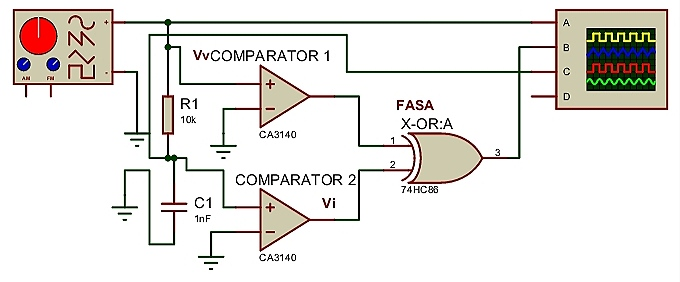 AM
FM
+
-
R1
10k
C1
1nF
VvCOMPARATOR 1
+
-
CA3140
COMPARATOR 2
+
-
CA3140
Vi
FASA
X-OR:A
1
2
3
74HC86
A
B
C
D